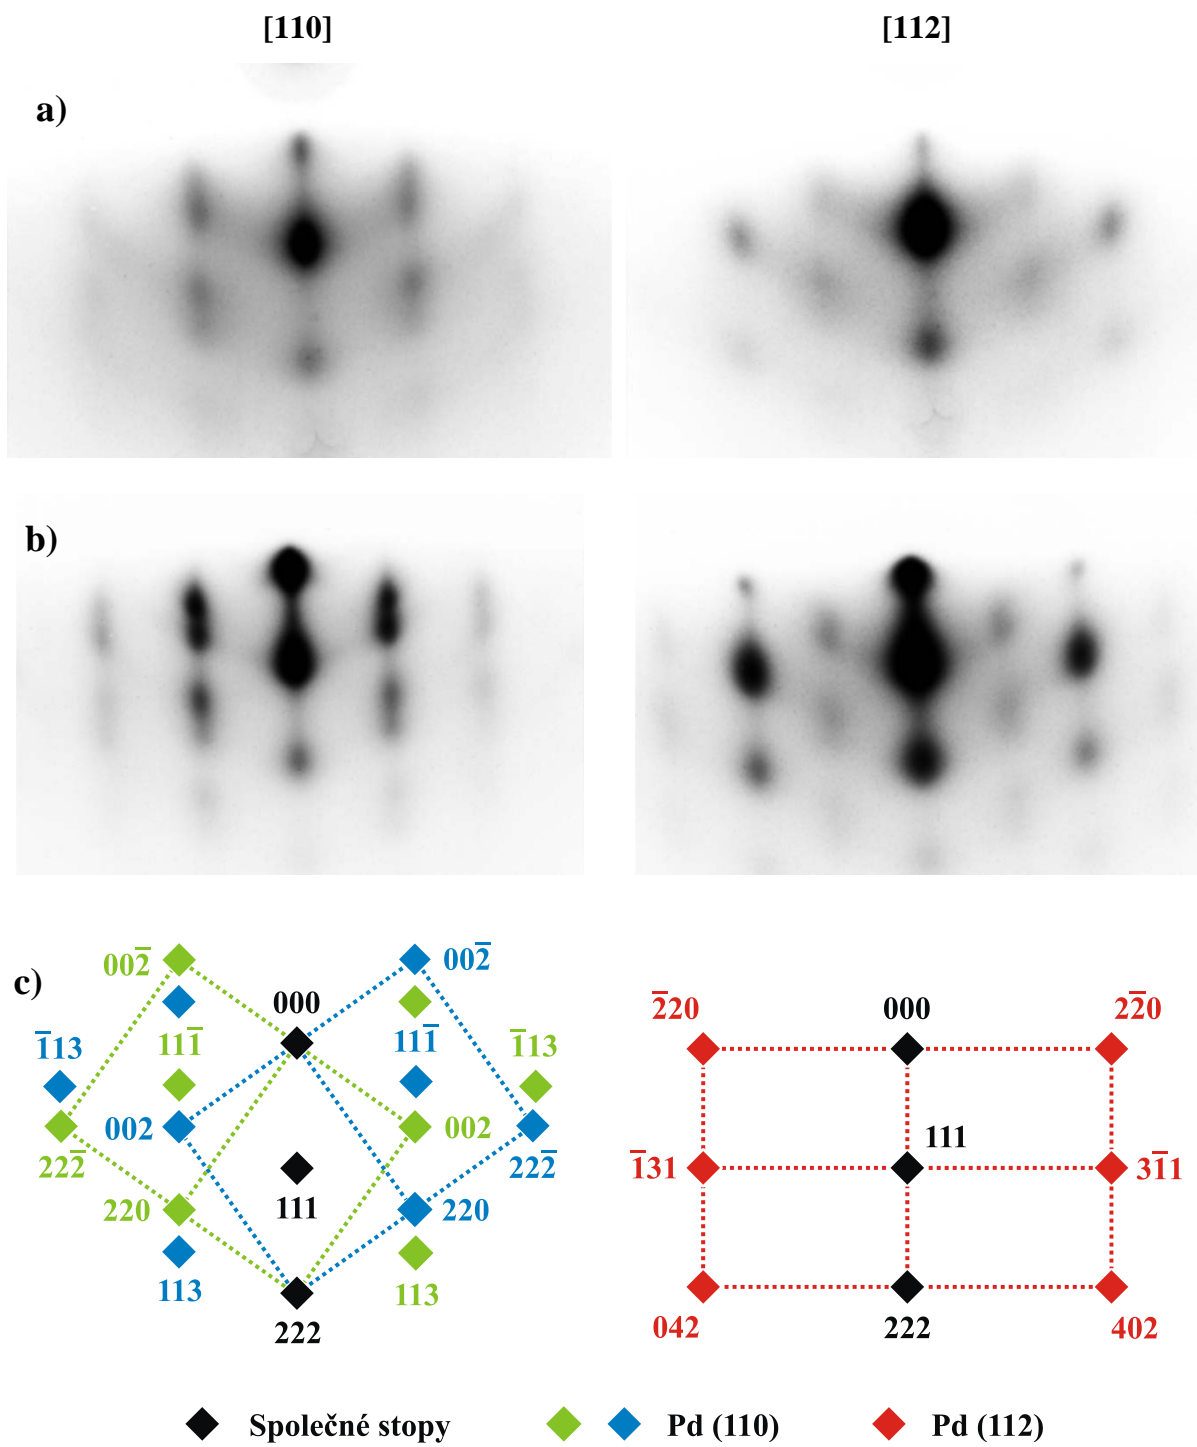 [110] [112]
a)
b)
c)
002̅ 002̅
000
1̅13 111̅ 111̅ 1̅13
002 002
222̅ 222̅
220 111 220
113 113
222
2̅20 000 22̅0
111
1̅31 31̅1
042 222 402̅
Společné stopy Pd (110) Pd (112)